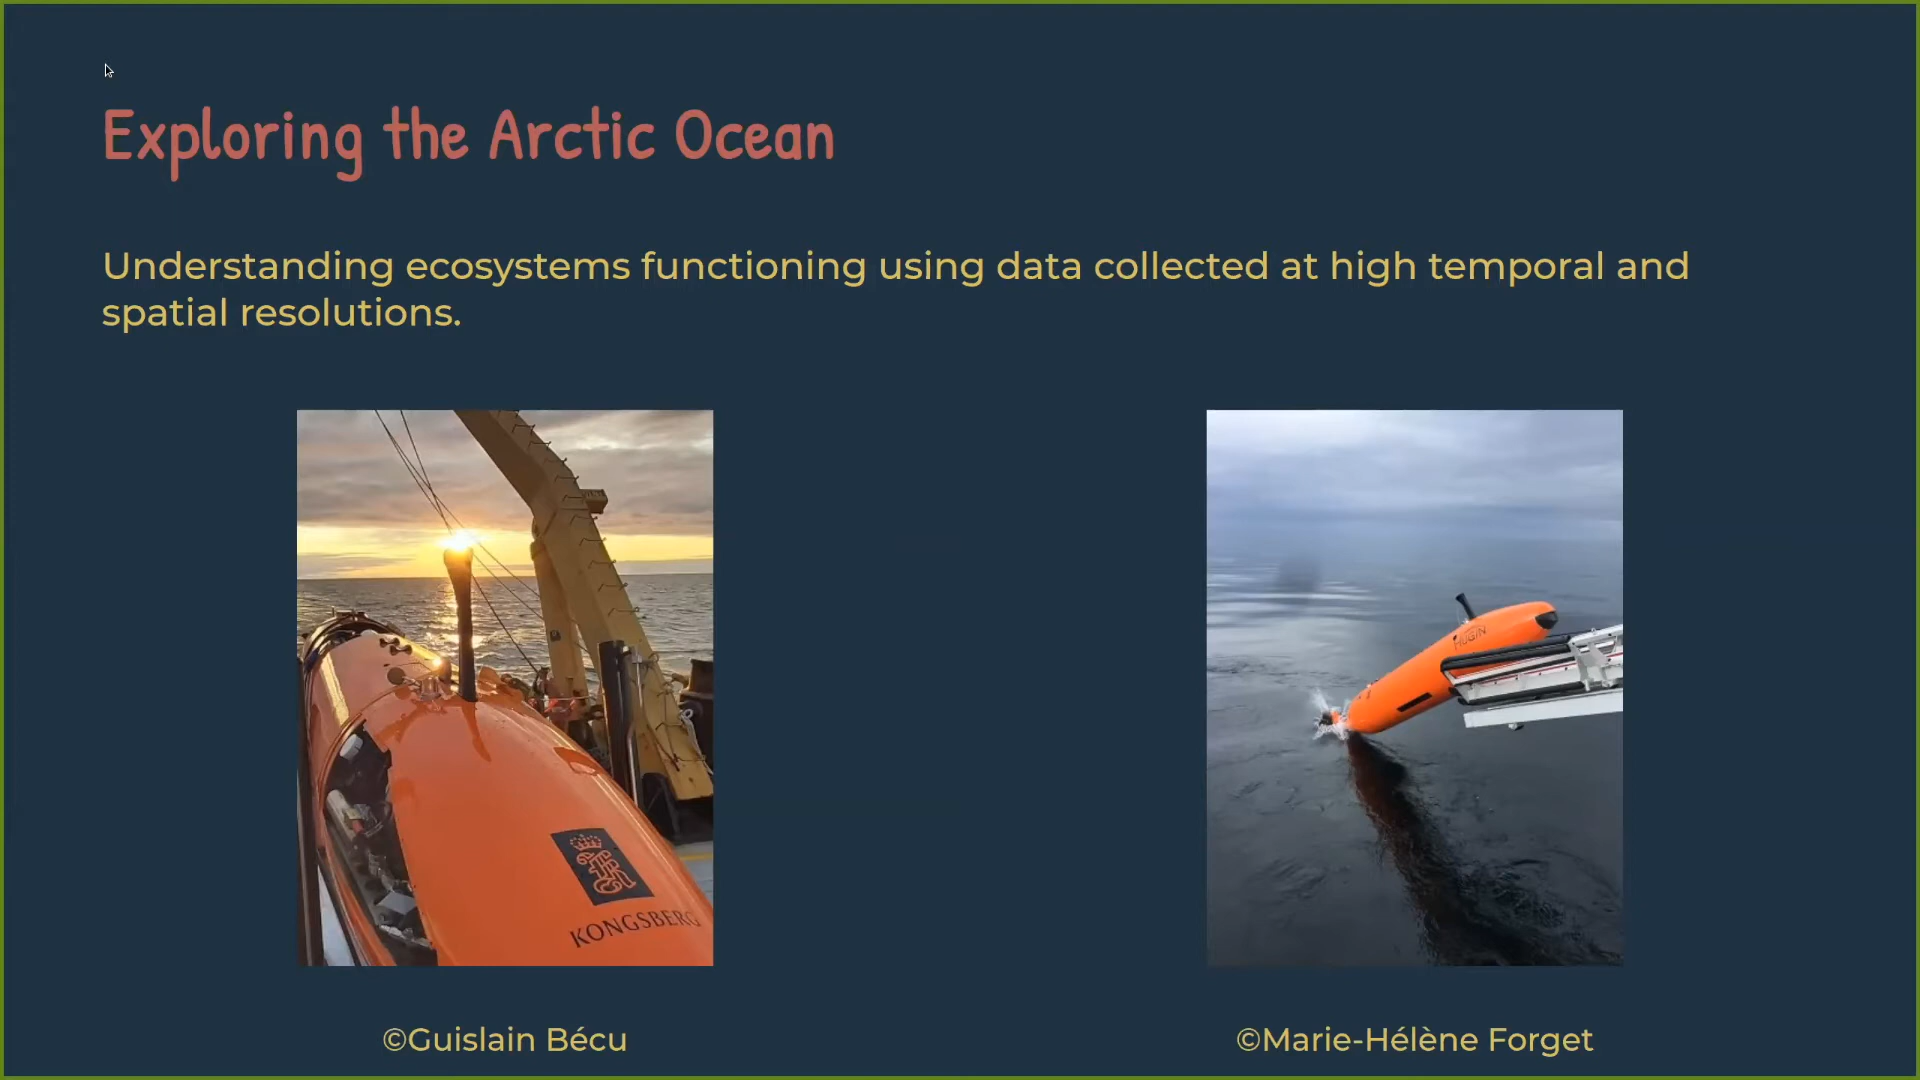 Exploring the Arctic Ocean
Understanding ecosystems functioning using data collected at high temporal and
spatial resolutions.
KONGSBERG
HUGIN
©Guislain Bécu
©Marie-Hélène Forget